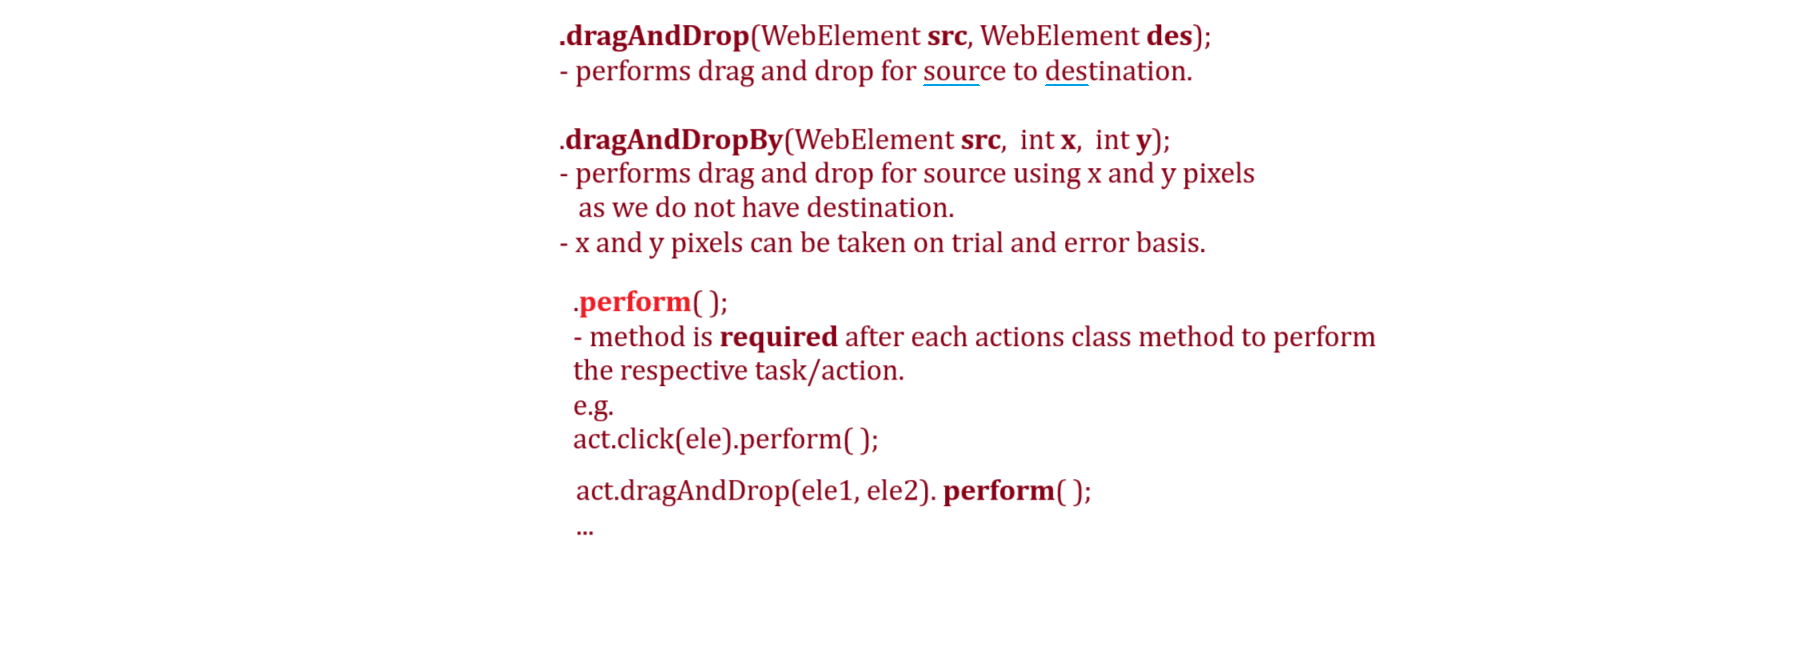 .dragAndDrop(WebElement src, WebElement des);
- performs drag and drop for source to destination.
.dragAndDropBy(WebElement src,  int x,  int y);
- performs drag and drop for source using x and y pixels
as we do not have destination.
- x and y pixels can be taken on trial and error basis.
.perform( );
- method is required after each actions class method to perform
the respective task/action.
e.g.
act.click(ele).perform( );
act.dragAndDrop(ele1, ele2). perform( );
...